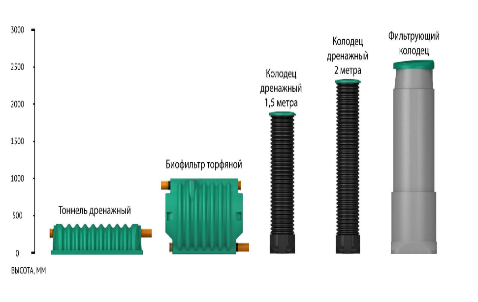 3000
2500
2000
1500
1000
500
0
ВЫСОТА, ММ
Тоннель дренажный
Биофильтр торфяной
Колодец
дренажный
1,5 метра
Колодец
дренажный
2 метра
Фильтрующий
колодец